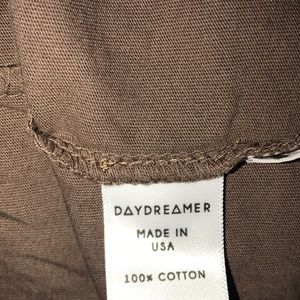 DAYDREAMER
MADE IN
USA
100% COTTON